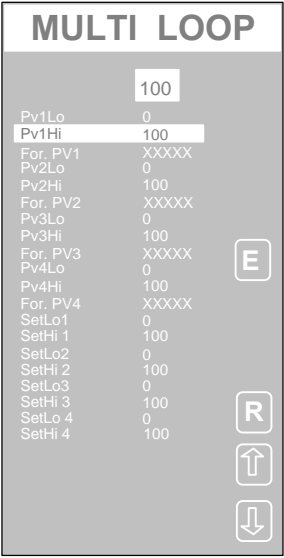 MULTI LOOP
100
Pv1Lo 0
Pv1Hi 100
For. PV1 XXXXX
Pv2Lo 0
Pv2Hi 100
For. PV2 XXXXX
Pv3Lo 0
Pv3Hi 100
For. PV3 XXXXX
Pv4Lo 0
Pv4Hi 100
For. PV4 XXXXX
SetLo1 0
SetHi 1 100
SetLo2 0
SetHi 2 100
SetLo3 0
SetHi 3 100
SetLo 4 0
SetHi 4 100
E
R
⇧
⇩